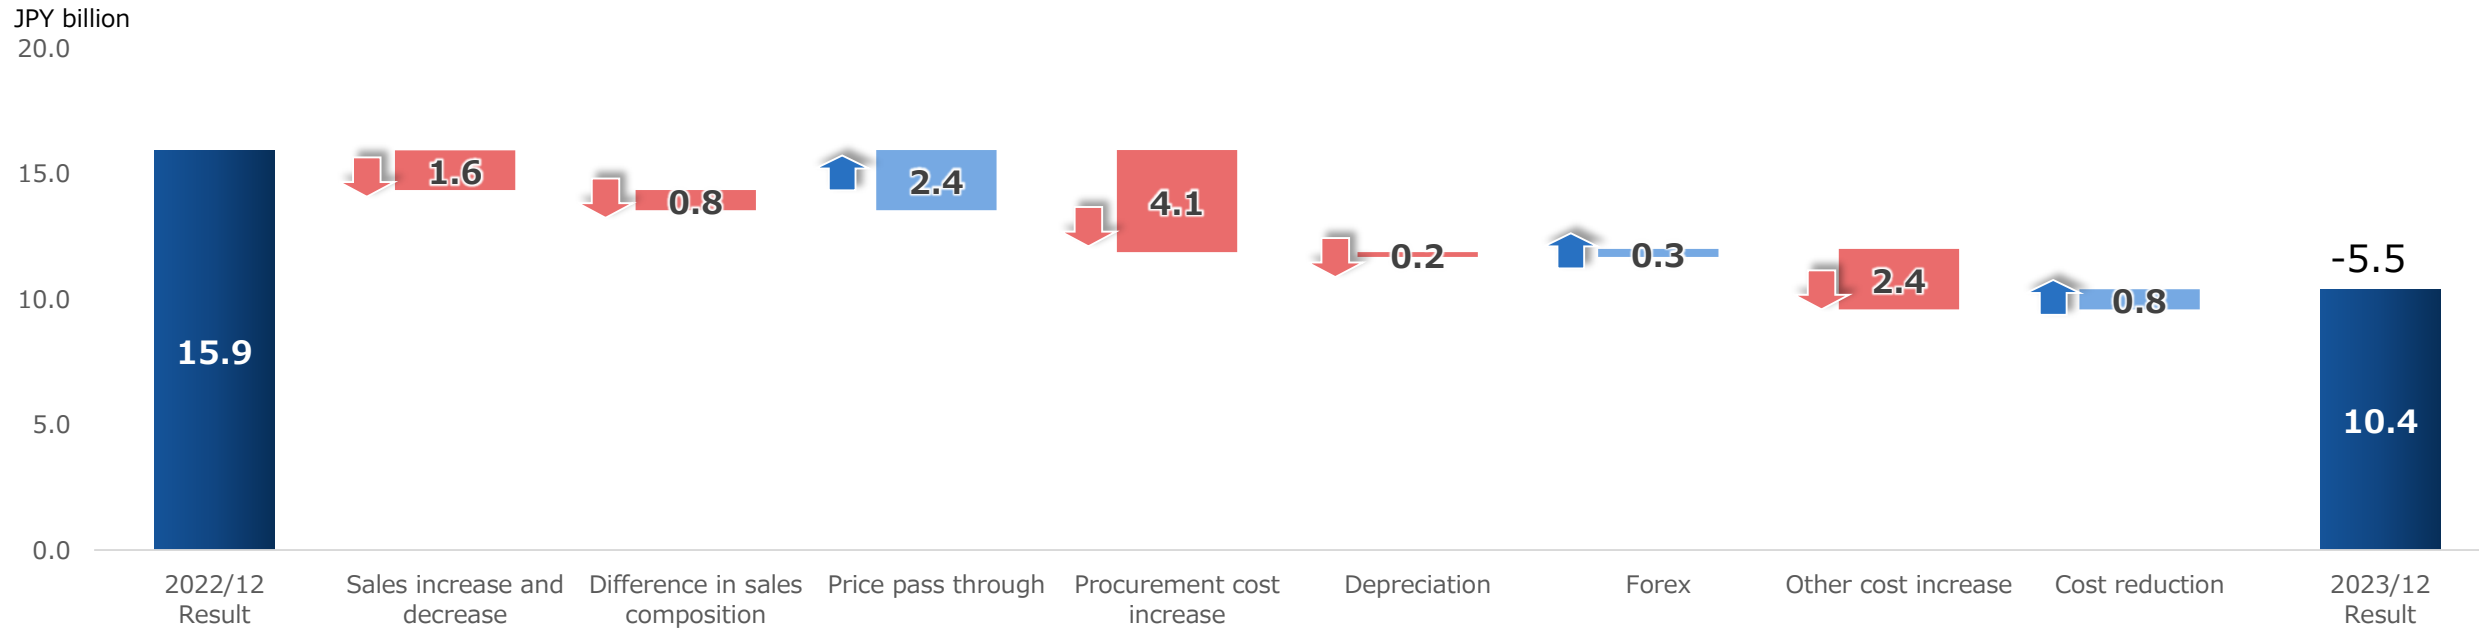 JPY billion
20.0
15.0
10.0
5.0
0.0
15.9
1.6
0.8
2.4
4.1
0.2
0.3
2.4
0.8
-5.5
10.4
2022/12
Result
Sales increase and
decrease
Difference in sales
composition
Price pass through
Procurement cost
increase
Depreciation
Forex
Other cost increase
Cost reduction
2023/12
Result